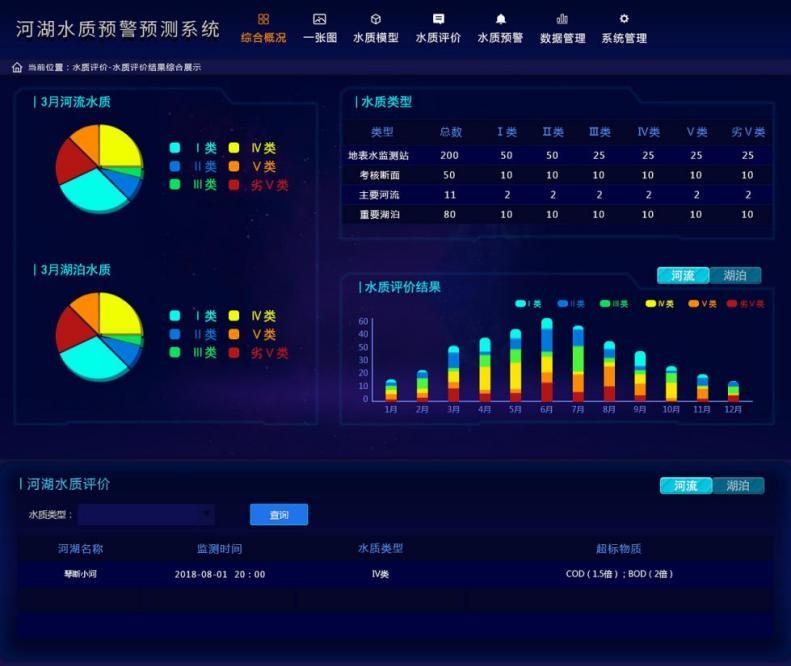 河湖水质预警预测系统
综合概况 一张图 水质模型 水质评价 水质预警 数据管理 系统管理
当前位置：水质评价-水质评价结果综合展示
3月河流水质
Ⅰ类 Ⅳ类
Ⅱ类 Ⅴ类
Ⅲ类 劣Ⅴ类
3月湖泊水质
Ⅰ类 Ⅳ类
Ⅱ类 Ⅴ类
Ⅲ类 劣Ⅴ类
水质类型
类型 总数 Ⅰ类 Ⅱ类 Ⅲ类 Ⅳ类 Ⅴ类 劣Ⅴ类
地表水监测站 200 50 50 25 25 25 25
考核断面 50 10 10 10 10 10 10
主要河流 11 2 2 2 2 2 2
重要湖泊 80 10 10 10 10 10 10
河流 湖泊
水质评价结果
Ⅰ类 Ⅱ类 Ⅲ类 Ⅳ类 Ⅴ类 劣Ⅴ类
60
40
50
30
20
10
0
1月 2月 3月 4月 5月 6月 7月 8月 9月 10月 11月 12月
河湖水质评价
河流 湖泊
水质类型：
查询
河湖名称 监测时间 水质类型 超标物质
琴断小河 2018-08-01 20：00 Ⅳ类 COD（1.5倍）；BOD（2倍）